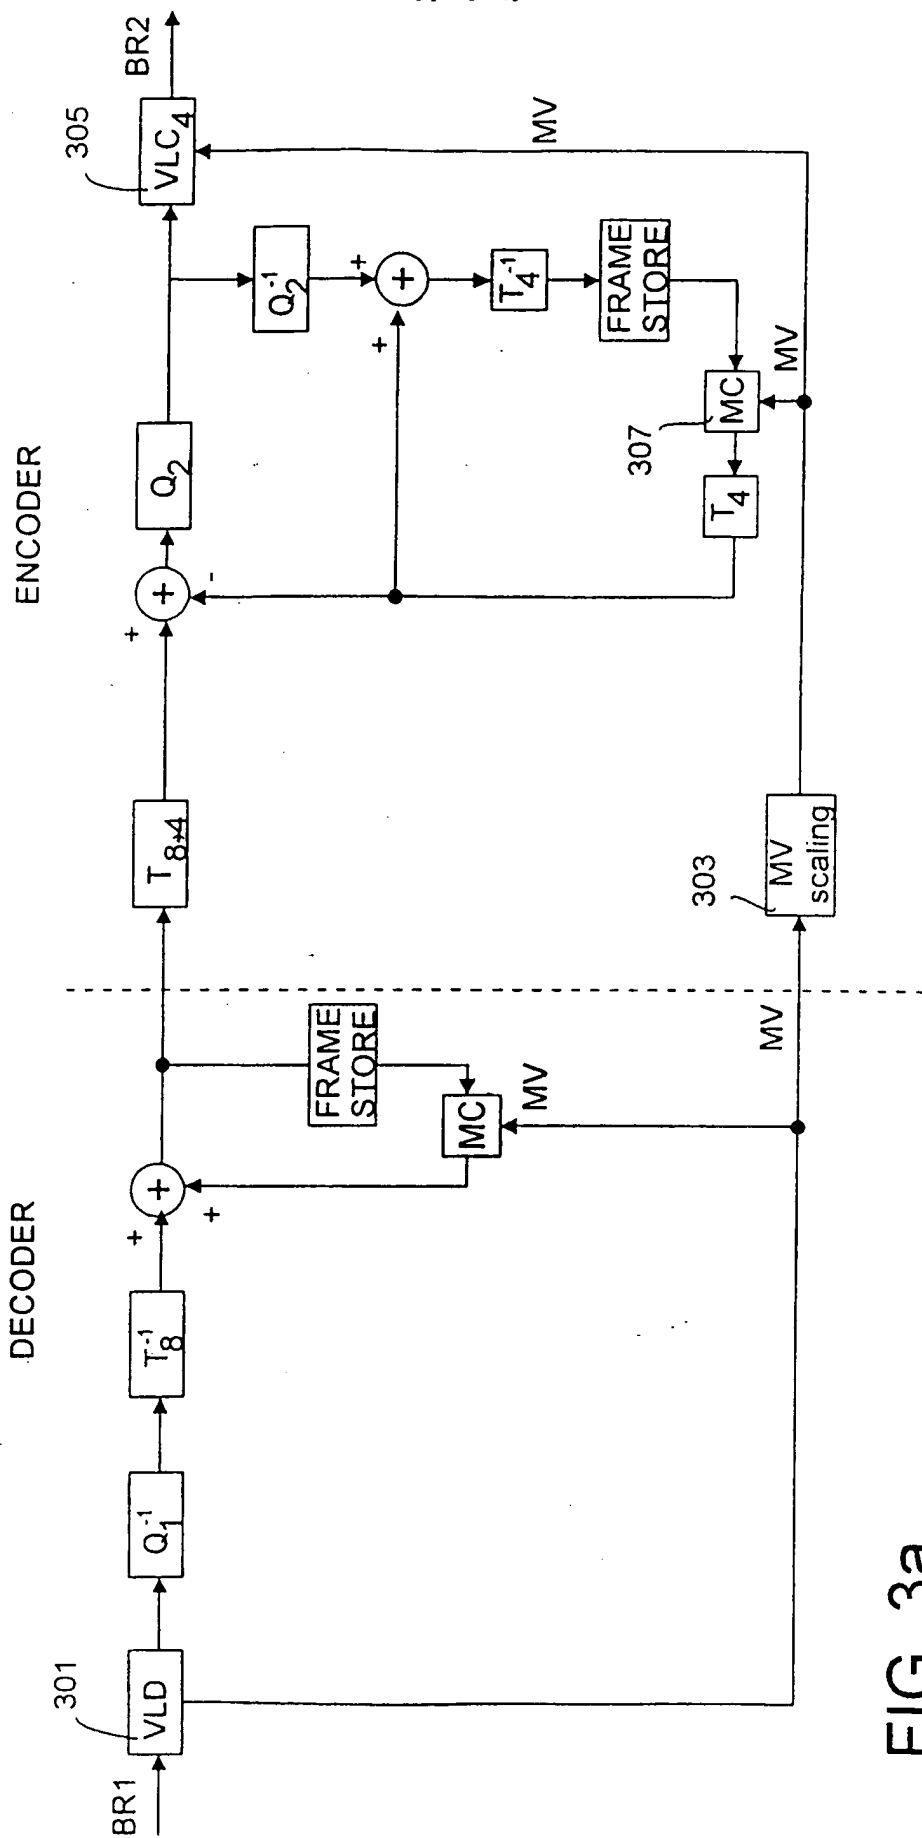 DECODER
ENCODER
BR1
301
VLD
Q₁⁻¹
T₈⁻¹
+
+
+
FRAME
STORE
MC
MV
MV
303
MV
scaling
T₈₊₄
+
+
-
Q₂
Q₂⁻¹
+
+
+
T₄⁻¹
FRAME
STORE
307
MC
MV
T₄
305
VLC₄
BR2
MV
FIG. 3a